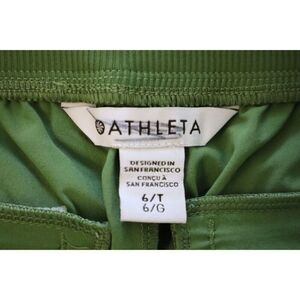 ATHLETA
DESIGNED IN
SAN FRANCISCO
CONÇU À
SAN FRANCISCO
6/T
6/G